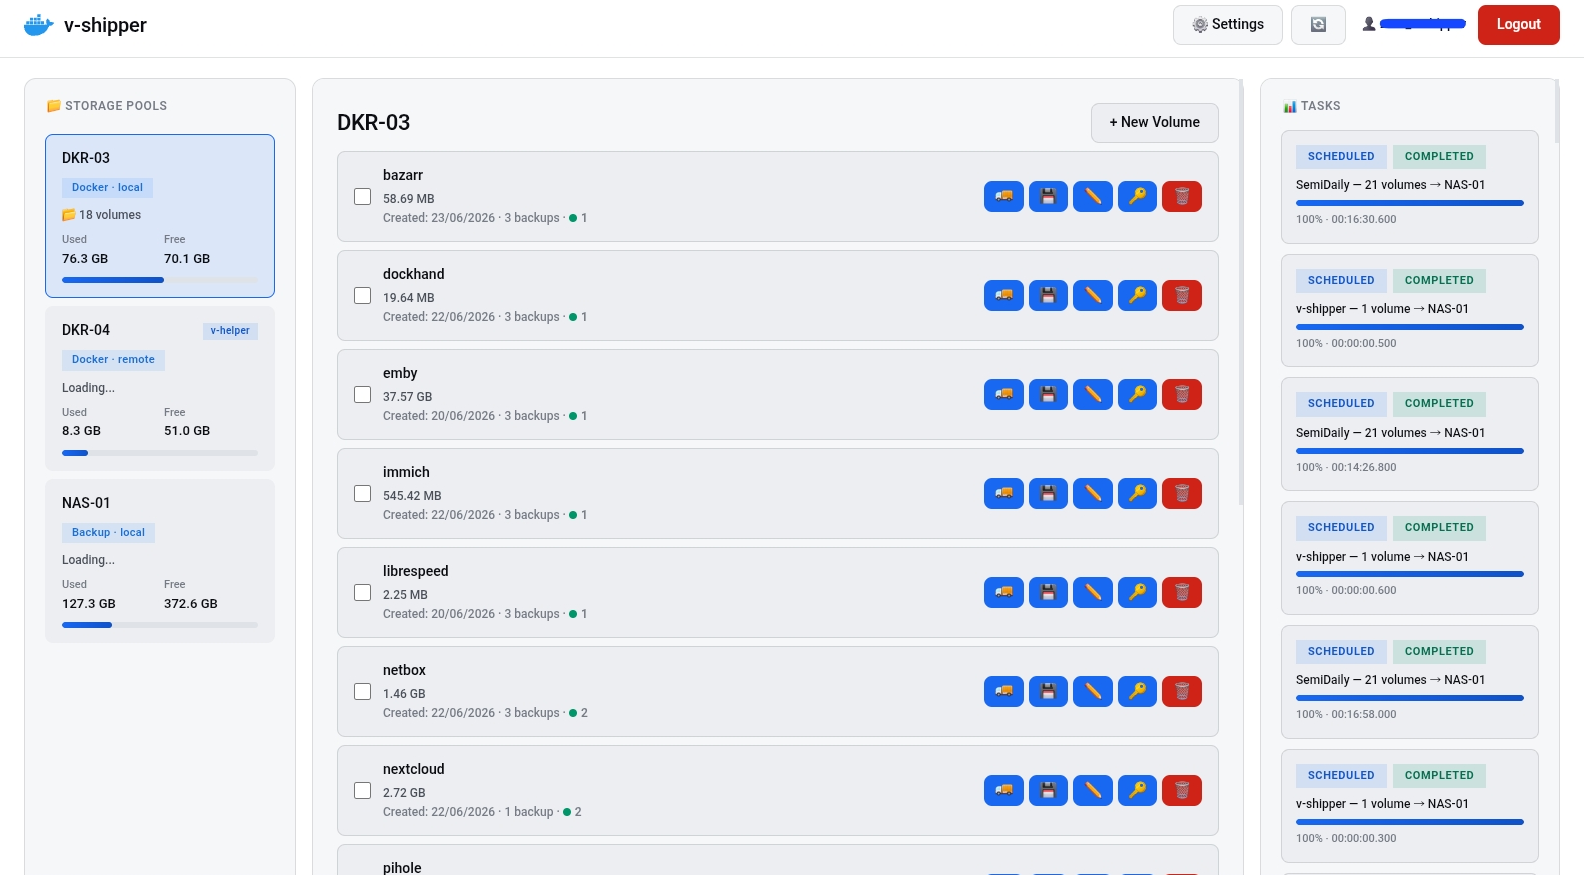 v-shipper
Settings
Logout
STORAGE POOLS
DKR-03
Docker · local
18 volumes
Used Free
76.3 GB 70.1 GB
DKR-04 v-helper
Docker · remote
Loading...
Used Free
8.3 GB 51.0 GB
NAS-01
Backup · local
Loading...
Used Free
127.3 GB 372.6 GB
DKR-03
+ New Volume
bazarr
58.69 MB
Created: 23/06/2026 · 3 backups · 1
dockhand
19.64 MB
Created: 22/06/2026 · 3 backups · 1
emby
37.57 GB
Created: 20/06/2026 · 3 backups · 1
immich
545.42 MB
Created: 22/06/2026 · 3 backups · 1
librespeed
2.25 MB
Created: 20/06/2026 · 3 backups · 1
netbox
1.46 GB
Created: 22/06/2026 · 3 backups · 2
nextcloud
2.72 GB
Created: 22/06/2026 · 1 backup · 2
pihole
TASKS
SCHEDULED COMPLETED
SemiDaily — 21 volumes → NAS-01
100% · 00:16:30.600
SCHEDULED COMPLETED
v-shipper — 1 volume → NAS-01
100% · 00:00:00.500
SCHEDULED COMPLETED
SemiDaily — 21 volumes → NAS-01
100% · 00:14:26.800
SCHEDULED COMPLETED
v-shipper — 1 volume → NAS-01
100% · 00:00:00.600
SCHEDULED COMPLETED
SemiDaily — 21 volumes → NAS-01
100% · 00:16:58.000
SCHEDULED COMPLETED
v-shipper — 1 volume → NAS-01
100% · 00:00:00.300